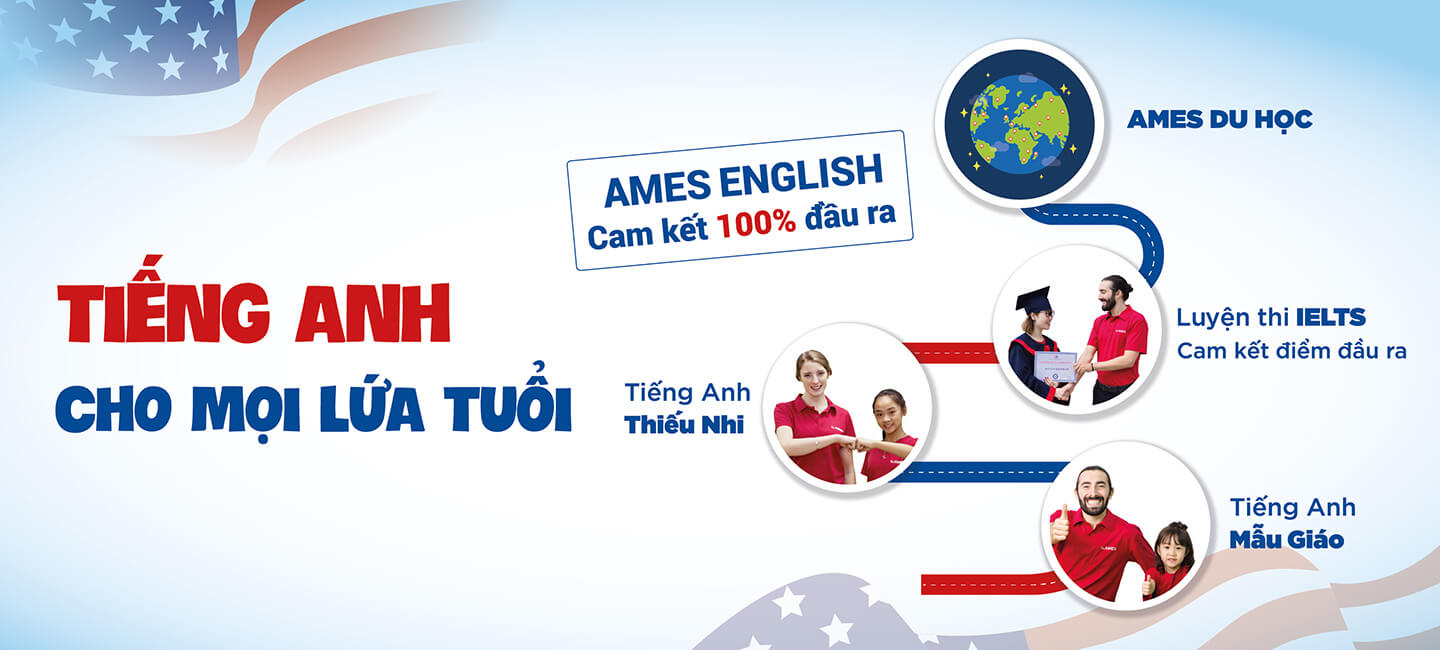 TIẾNG ANH
CHO MỌI LỨA TUỔI
AMES ENGLISH
Cam kết 100% đầu ra
AMES DU HỌC
Luyện thi IELTS
Cam kết điểm đầu ra
Tiếng Anh
Thiếu Nhi
Tiếng Anh
Mẫu Giáo